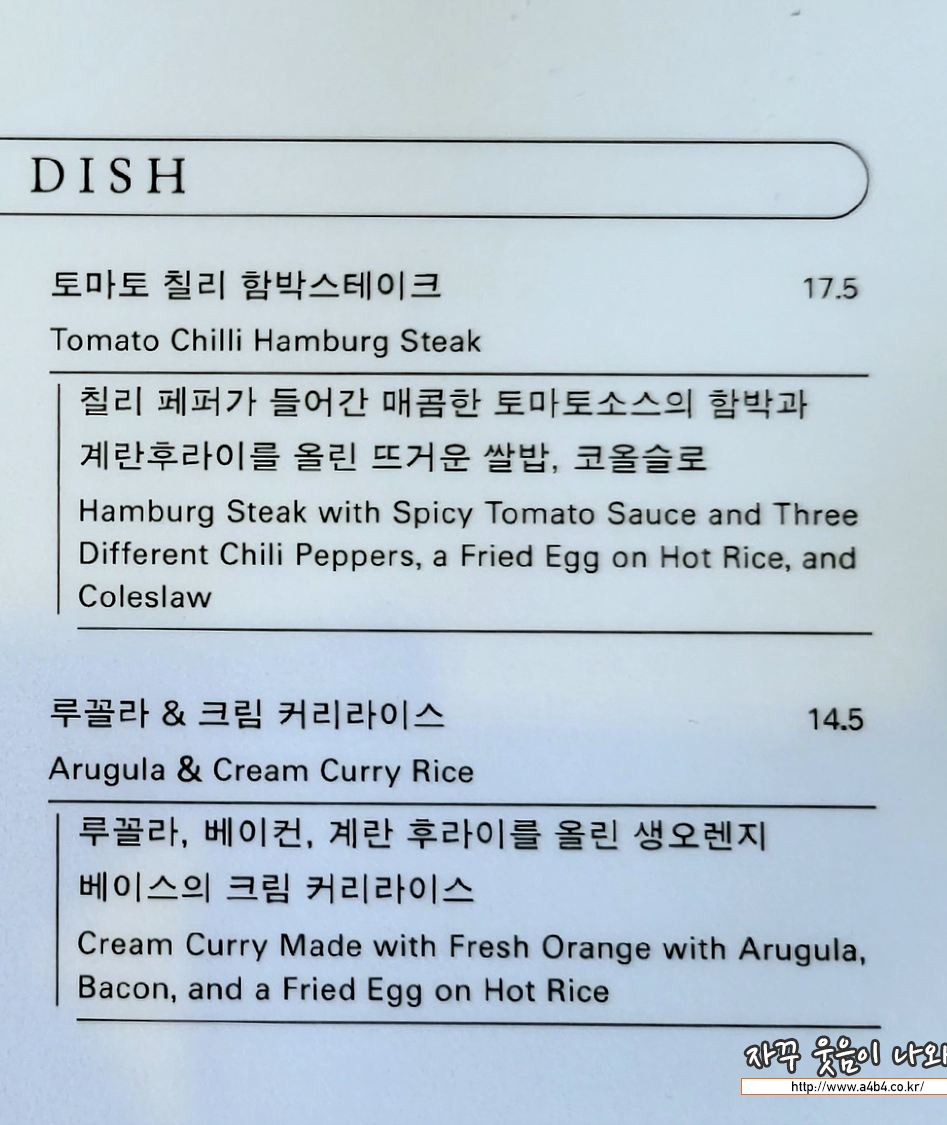 DISH
토마토 칠리 함박스테이크 17.5
Tomato Chilli Hamburg Steak
칠리 페퍼가 들어간 매콤한 토마토소스의 함박과
계란후라이를 올린 뜨거운 쌀밥, 코올슬로
Hamburg Steak with Spicy Tomato Sauce and Three
Different Chili Peppers, a Fried Egg on Hot Rice, and
Coleslaw
루꼴라 & 크림 커리라이스 14.5
Arugula & Cream Curry Rice
루꼴라, 베이컨, 계란 후라이를 올린 생오렌지
베이스의 크림 커리라이스
Cream Curry Made with Fresh Orange with Arugula,
Bacon, and a Fried Egg on Hot Rice
자꾸 웃음이 나와
http://www.a4b4.co.kr/